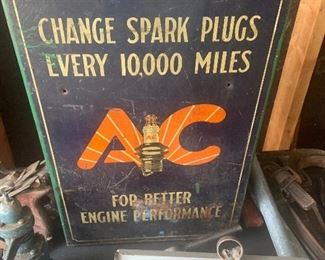 CHANGE SPARK PLUGS
EVERY 10,000 MILES
AC
FOR BETTER
ENGINE PERFORMANCE